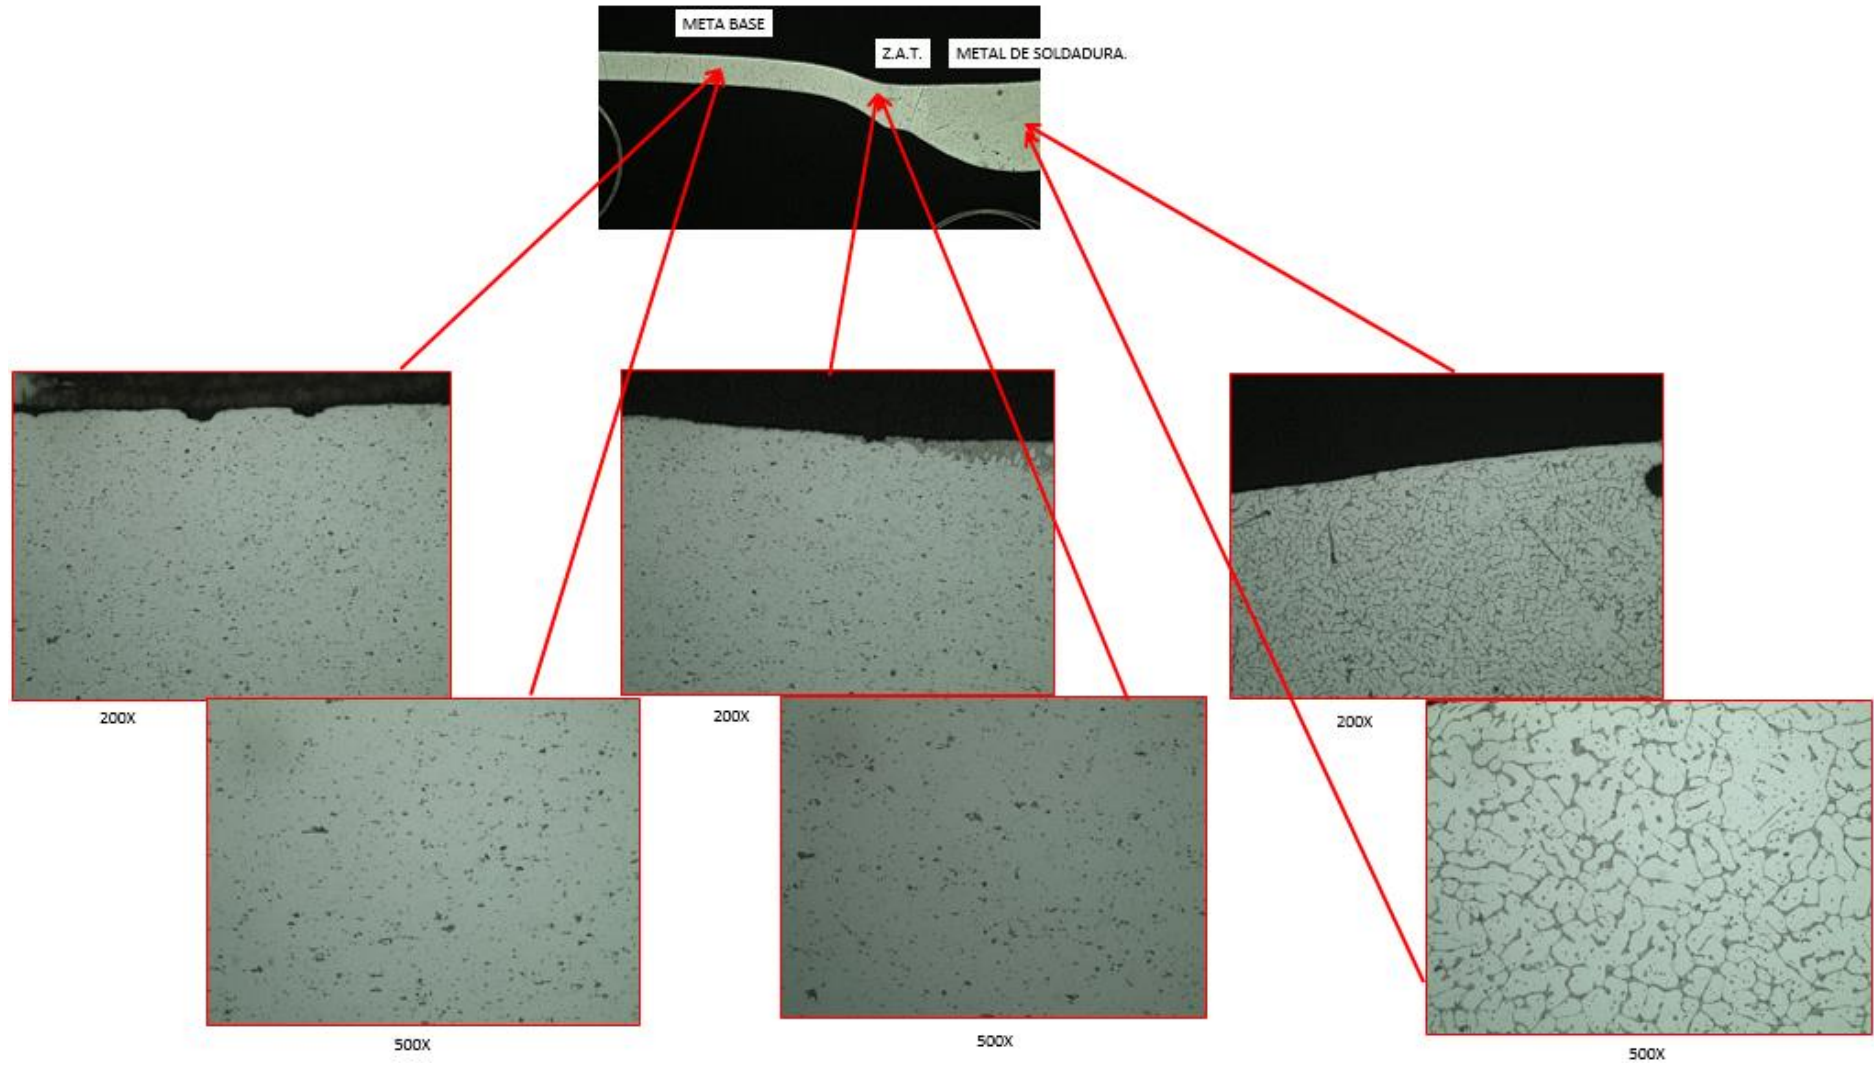 META BASE
Z.A.T.
METAL DE SOLDADURA.
200X
200X
200X
500X
500X
500X